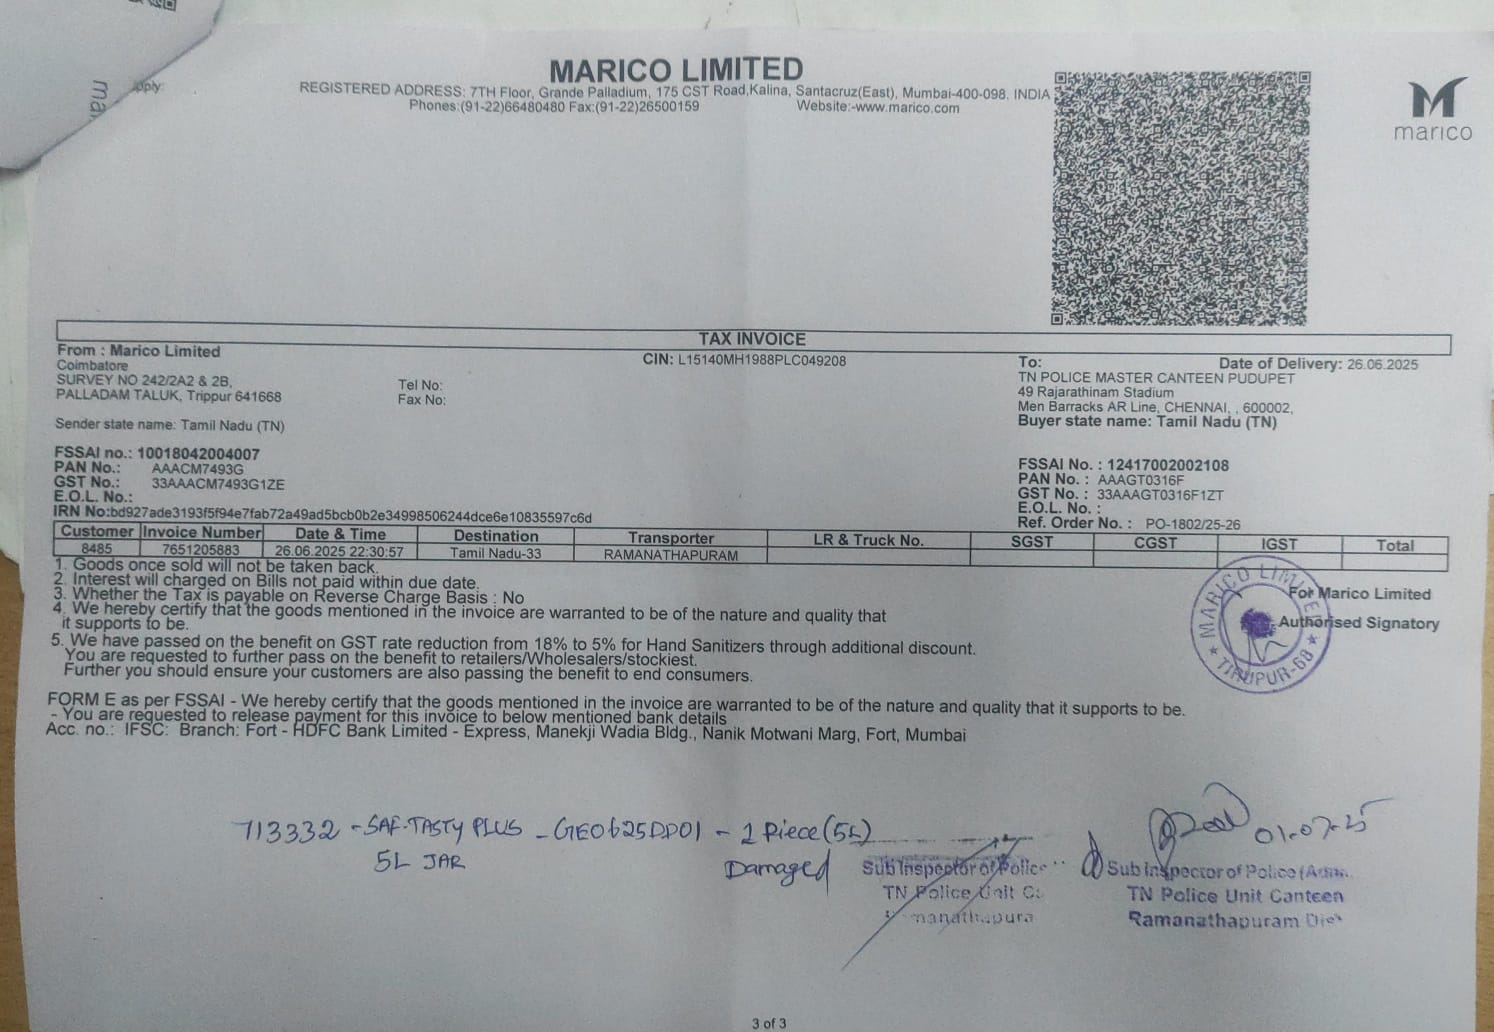 MARICO LIMITED
REGISTERED ADDRESS: 7TH Floor, Grande Palladium, 175 CST Road,Kalina, Santacruz(East), Mumbai-400-098. INDIA
Phones:(91-22)66480480 Fax:(91-22)26500159 Website:-www.marico.com
marico
TAX INVOICE
From : Marico Limited
Coimbatore
SURVEY NO 242/2A2 & 2B,
PALLADAM TALUK, Trippur 641668
Sender state name: Tamil Nadu (TN)
Tel No:
Fax No:
CIN: L15140MH1988PLC049208
To: Date of Delivery: 26.06.2025
TN POLICE MASTER CANTEEN PUDUPET
49 Rajarathinam Stadium
Men Barracks AR Line, CHENNAI, , 600002,
Buyer state name: Tamil Nadu (TN)
FSSAI no.: 10018042004007
PAN No.: AAACM7493G
GST No.: 33AAACM7493G1ZE
E.O.L. No.:
IRN No:bd927ade3193f5f94e7fab72a49ad5bcb0b2e34998506244dce6e10835597c6d
FSSAI No. : 12417002002108
PAN No. : AAAGT0316F
GST No. : 33AAAGT0316F1ZT
E.O.L. No. :
Ref. Order No. : PO-1802/25-26
Customer Invoice Number Date & Time Destination Transporter LR & Truck No. SGST CGST IGST Total
8485 7651205883 26.06.2025 22:30:57 Tamil Nadu-33 RAMANATHAPURAM
1. Goods once sold will not be taken back.
2. Interest will charged on Bills not paid within due date.
3. Whether the Tax is payable on Reverse Charge Basis : No
4. We hereby certify that the goods mentioned in the invoice are warranted to be of the nature and quality that
it supports to be.
5. We have passed on the benefit on GST rate reduction from 18% to 5% for Hand Sanitizers through additional discount.
You are requested to further pass on the benefit to retailers/Wholesalers/stockiest.
Further you should ensure your customers are also passing the benefit to end consumers.
For Marico Limited
Authorised Signatory
MARICO LIMITED
TIRUPUR-68
FORM E as per FSSAI - We hereby certify that the goods mentioned in the invoice are warranted to be of the nature and quality that it supports to be.
- You are requested to release payment for this invoice to below mentioned bank details
Acc. no.: IFSC: Branch: Fort - HDFC Bank Limited - Express, Manekji Wadia Bldg., Nanik Motwani Marg, Fort, Mumbai
713332 - SAF-TASTY PLUS - GE0625DD01 - 1 Piece (5L)
5L JAR Damaged
Sub Inspector of Police
TN Police Unit
01.07.25
Sub Inspector of Police
TN Police Unit Canteen
Ramanathapuram
3 of 3